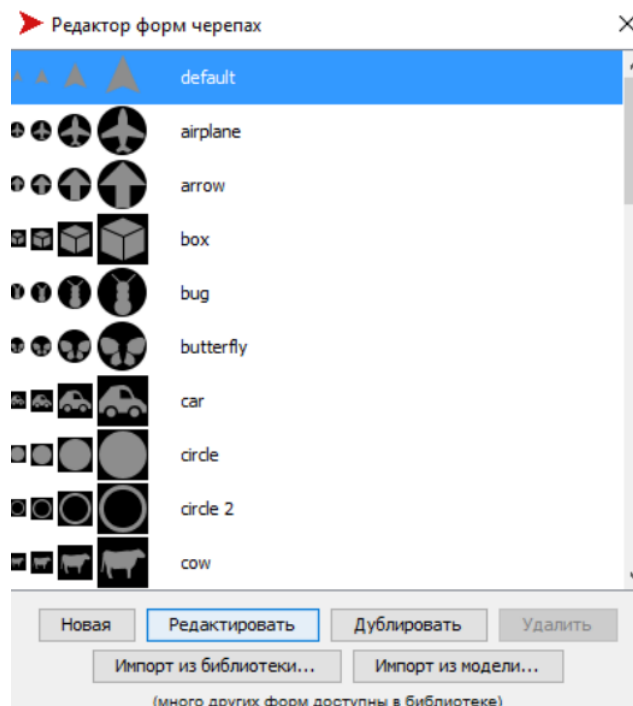 Редактор форм черепах
default
airplane
arrow
box
bug
butterfly
car
circle
circle 2
cow
Новая Редактировать Дублировать Удалить
Импорт из библиотеки... Импорт из модели...
(много других форм доступны в библиотеке)